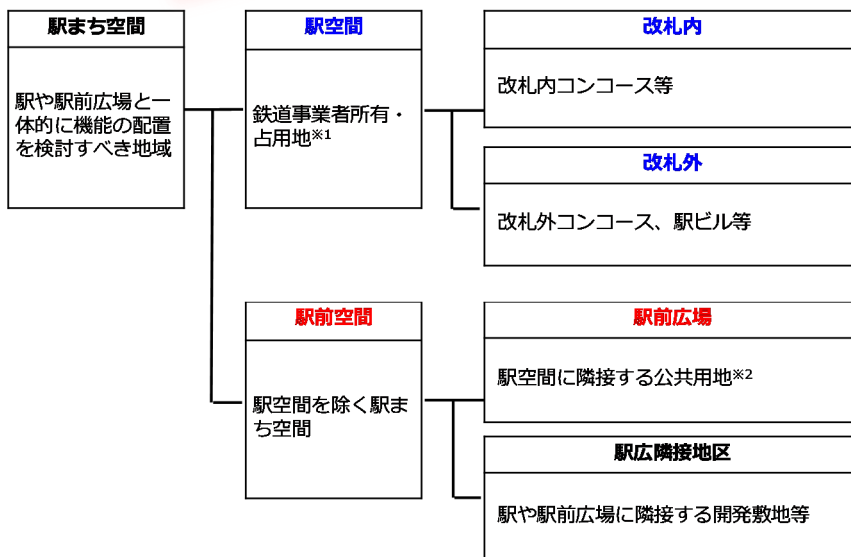 駅まち空間
駅や駅前広場と一
体的に機能の配置
を検討すべき地域
駅空間
鉄道事業者所有・
占用地※1
改札内
改札内コンコース等
改札外
改札外コンコース、駅ビル等
駅前空間
駅空間を除く駅ま
ち空間
駅前広場
駅空間に隣接する公共用地※2
駅広隣接地区
駅や駅前広場に隣接する開発敷地等